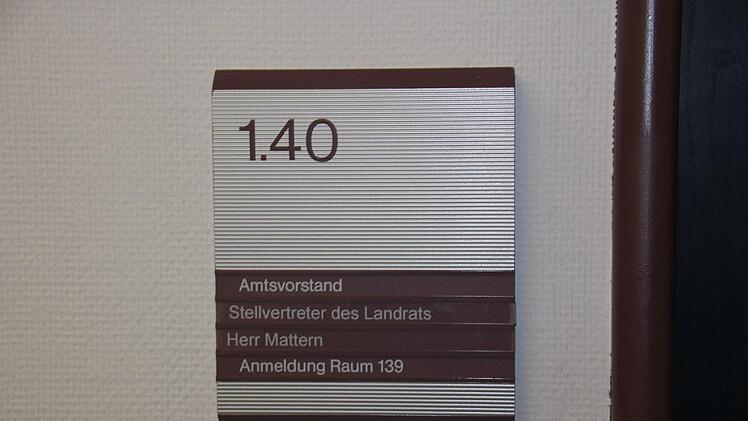 1.40
Amtsvorstand
Stellvertreter des Landrats
Herr Mattern
Anmeldung Raum 139